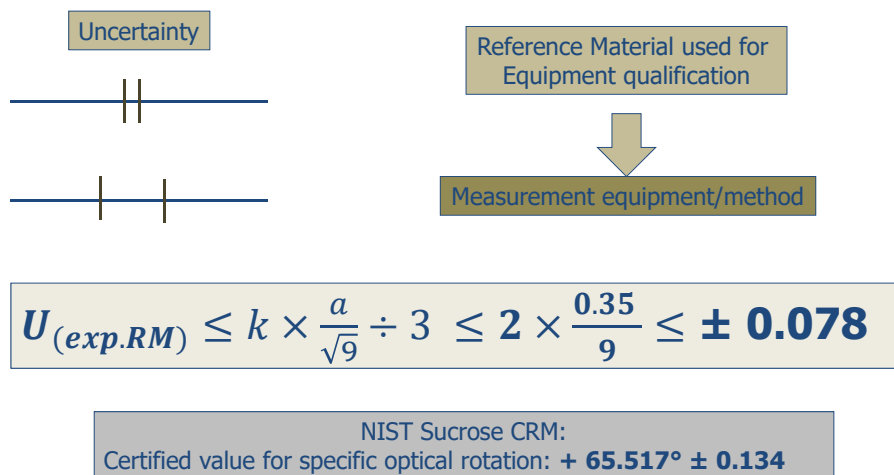 Uncertainty
Reference Material used for
Equipment qualification
Measurement equipment/method
U(exp.RM) ≤ k × a/√9 ÷ 3 ≤ 2 × 0.35/9 ≤ ± 0.078
NIST Sucrose CRM:
Certified value for specific optical rotation: + 65.517° ± 0.134